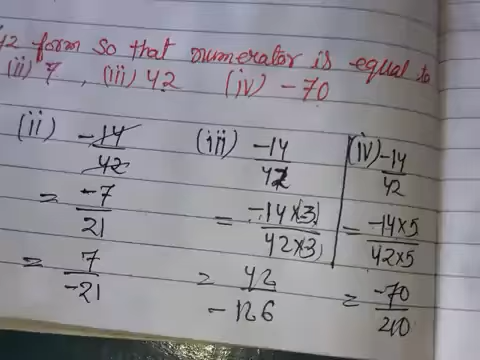 42 form so that numerator is equal to
(ii) 7 , (iii) 42 (iv) -70
(ii) -14/42 (iii) -14/42 (iv) -14/42
= -7/21 = -14×(3)/42×(3) = -14×5/42×5
= 7/-21 = 42/-126 = -70/210